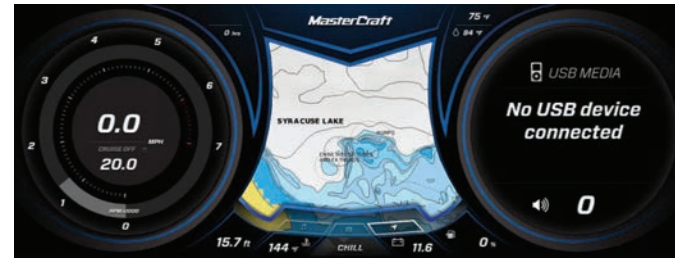 MasterCraft
0 hrs
75 °F
84 °F
0
1
2
3
4
5
6
7
0.0
MPH
CRUISE OFF
20.0
RPM x1000
SYRACUSE LAKE
HUMPS
USB MEDIA
No USB device
connected
0
15.7 ft
144 °F
CHILL
11.6
0 %